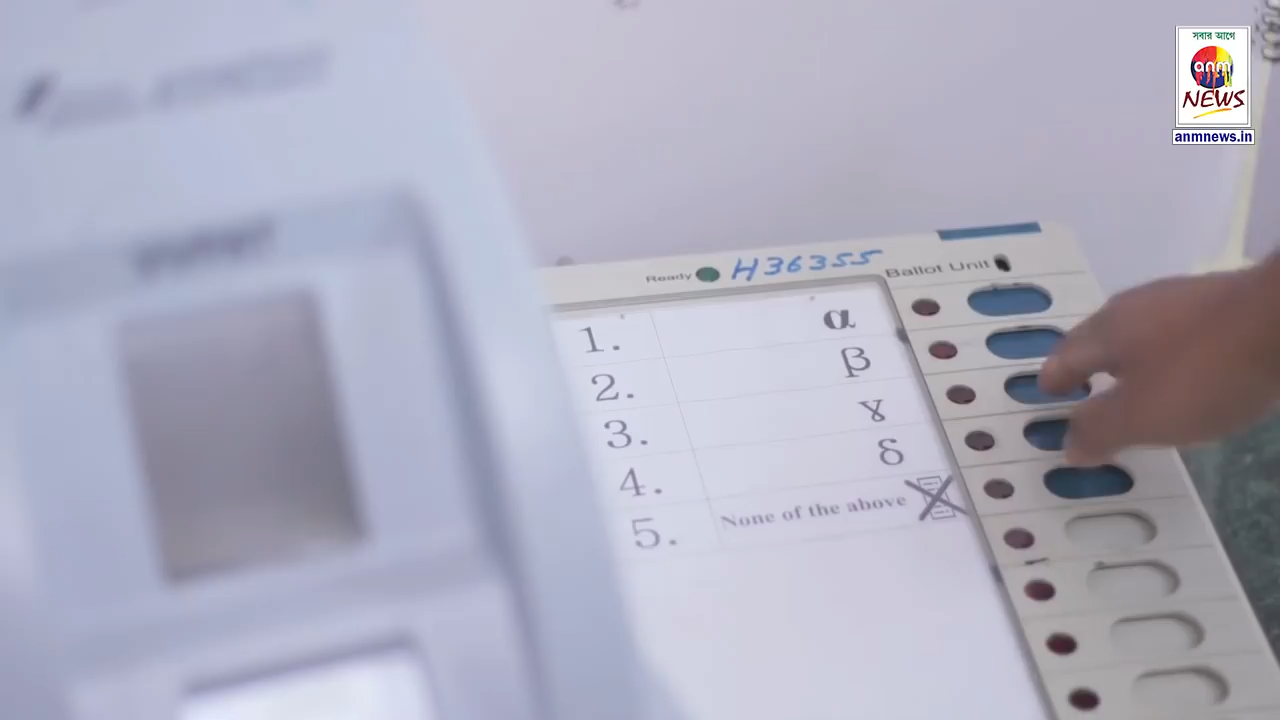 সবার আগে
anm
NEWS
anmnews.in
Ready H36355 Ballot Unit
1. α
2. β
3. γ
4. δ
5. None of the above